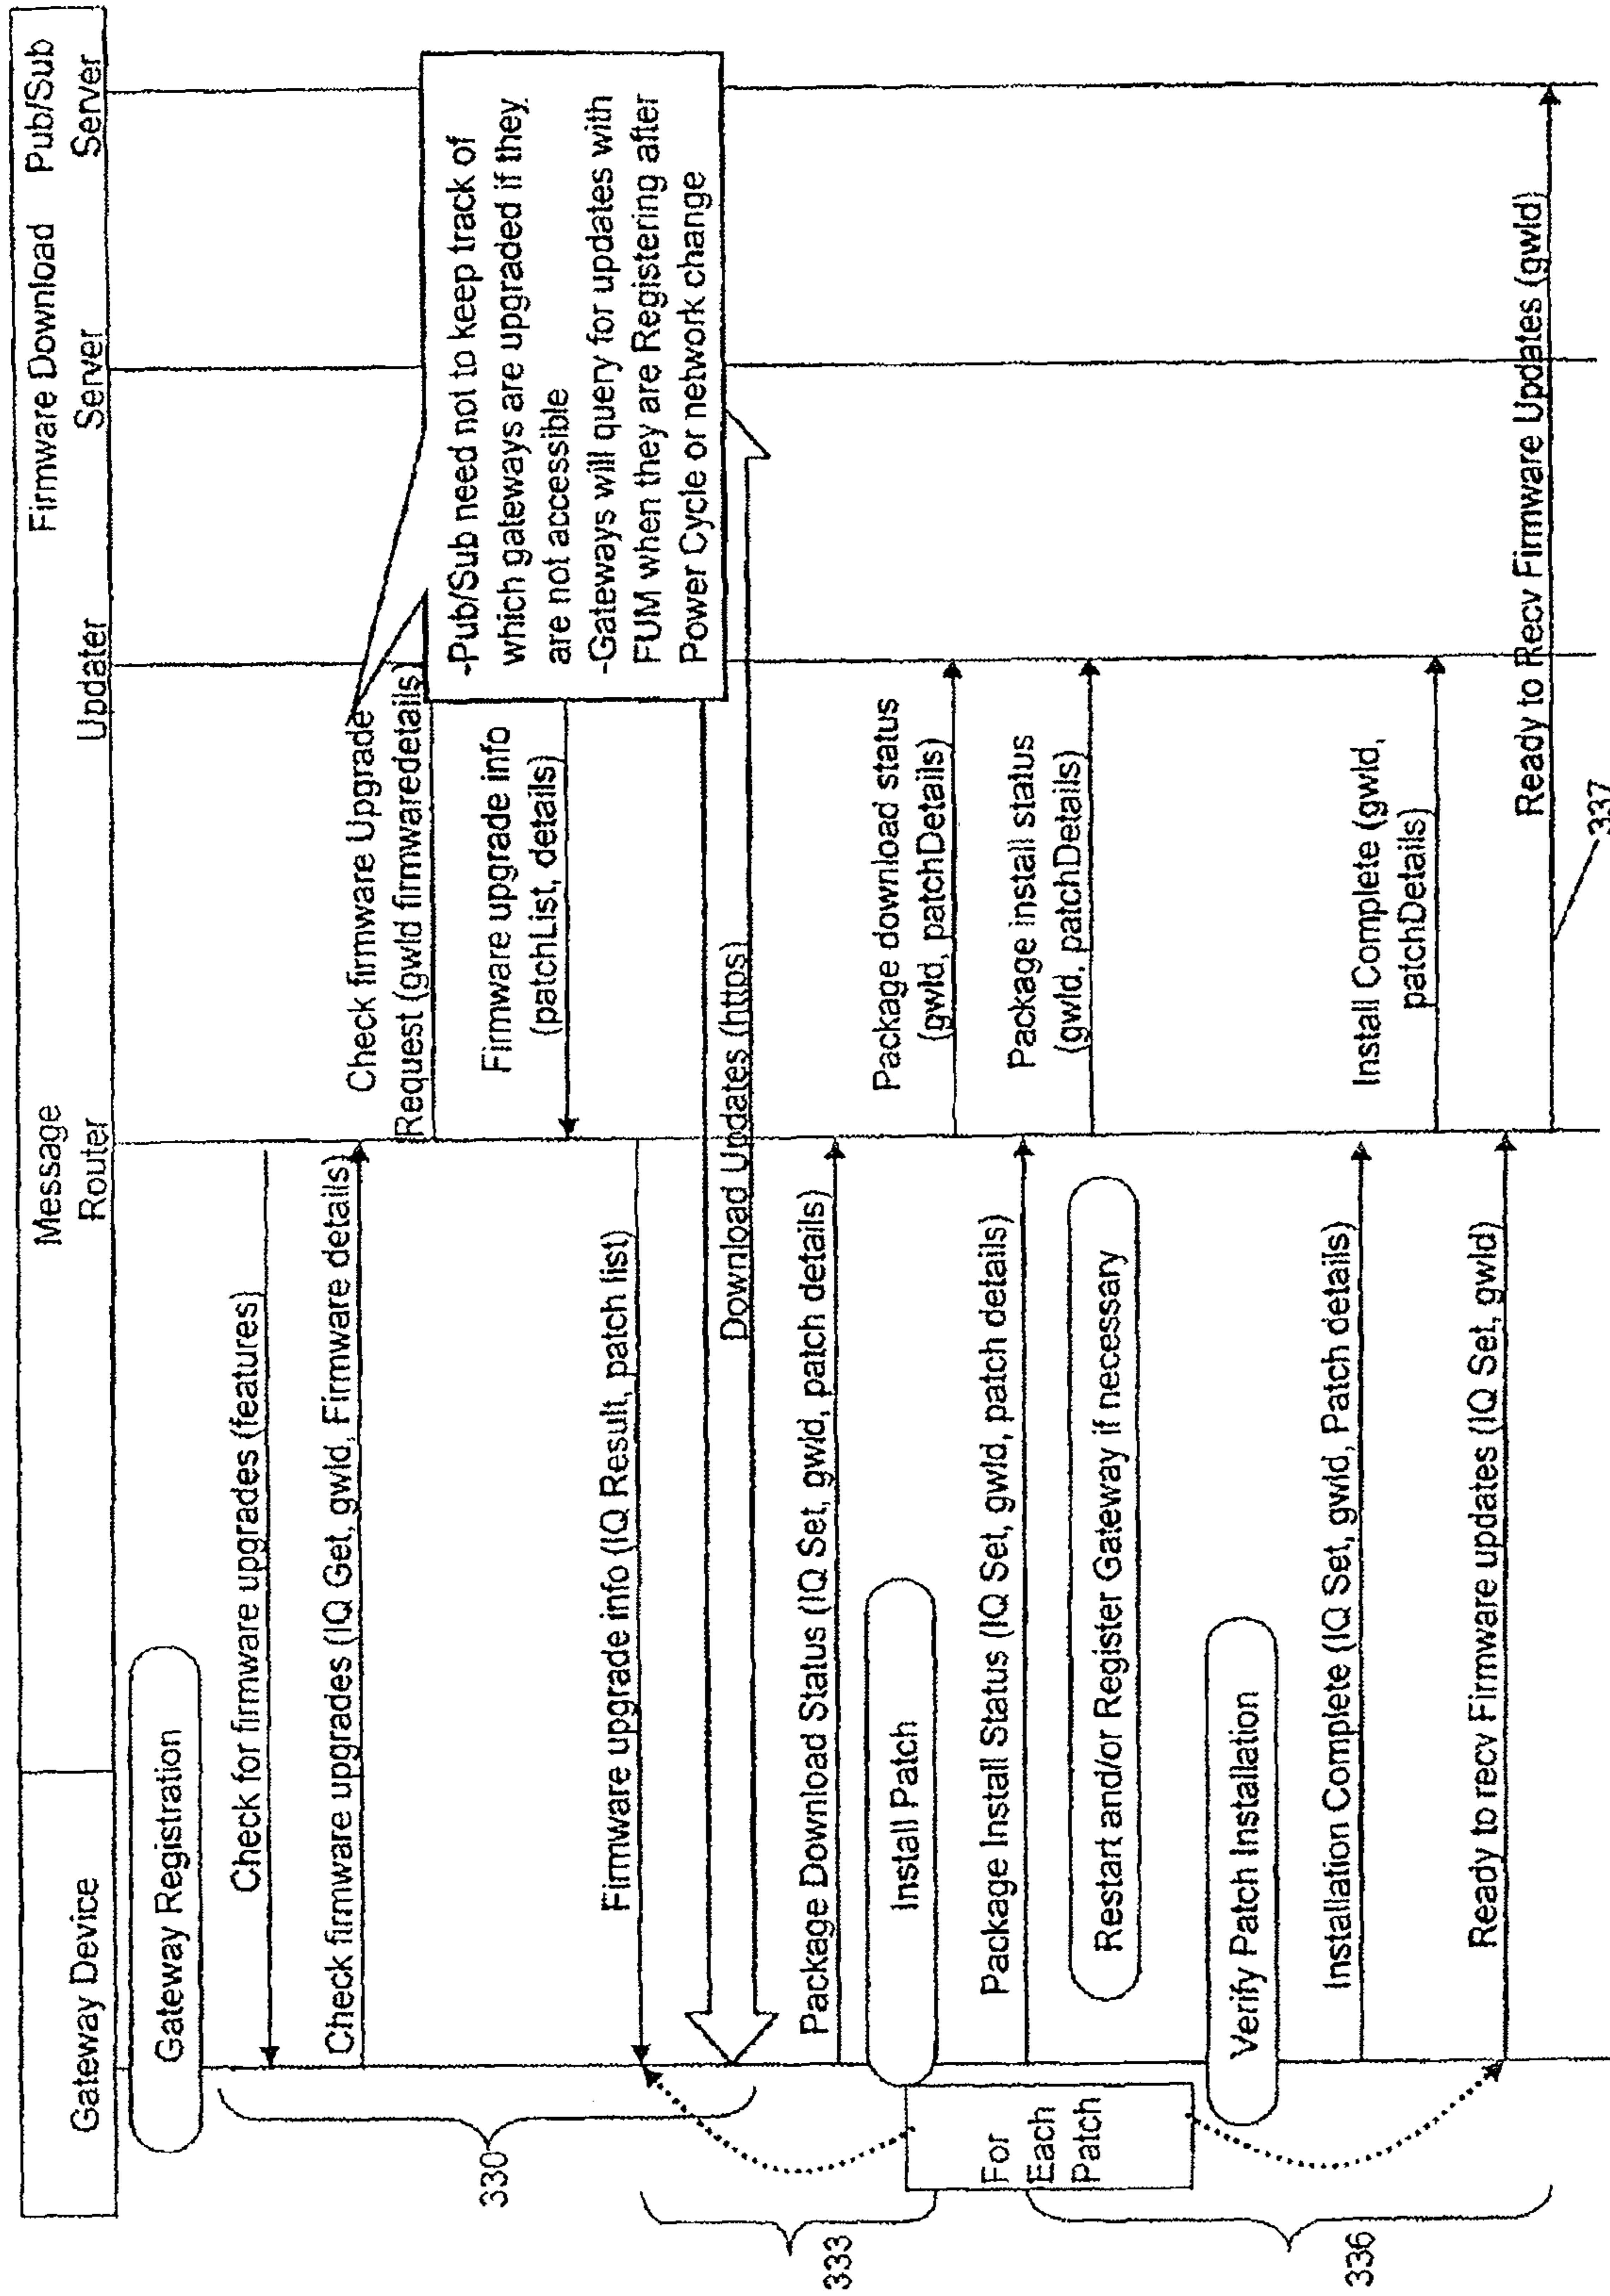 Gateway Device
Message
Router
Updater
Firmware Download
Server
Pub/Sub
Server
Gateway Registration
Check for firmware upgrades (features)
Check firmware upgrades (IQ Get, gwId, Firmware details)
Check firmware Upgrade
Request (gwId firmwaredetails)
-Pub/Sub need not to keep track of
which gateways are upgraded if they
are not accessible
-Gateways will query for updates with
FUM when they are Registering after
Power Cycle or network change
Firmware upgrade info
(patchList, details)
Firmware upgrade info (IQ Result, patch list)
Download Updates (https)
330
Package Download Status (IQ Set, gwId, patch details)
Package download status
(gwId, patchDetails)
Install Patch
333
For
Each
Patch
Package Install Status (IQ Set, gwId, patch details)
Package install status
(gwId, patchDetails)
Restart and/or Register Gateway if necessary
Verify Patch Installation
Installation Complete (IQ Set, gwId, Patch details)
Install Complete (gwId,
patchDetails)
Ready to recv Firmware updates (IQ Set, gwId)
Ready to Recv Firmware Updates (gwId)
336
337